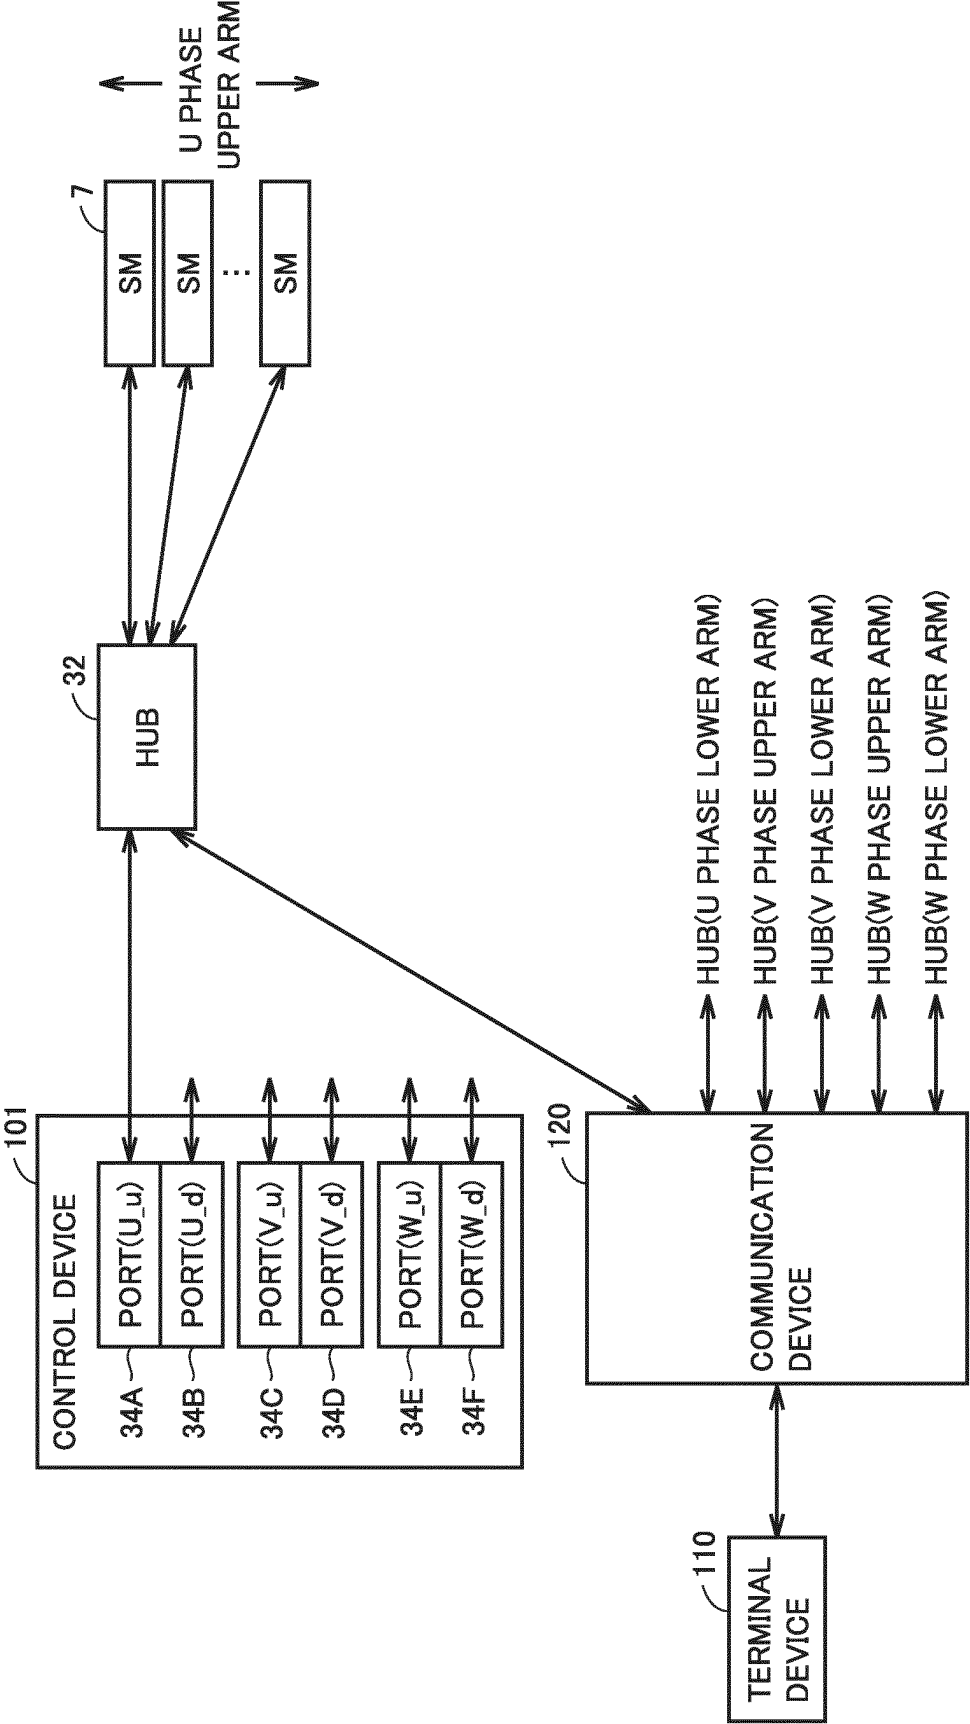 101
CONTROL DEVICE
34A
PORT(U_u)
34B
PORT(U_d)
34C
PORT(V_u)
34D
PORT(V_d)
34E
PORT(W_u)
34F
PORT(W_d)
32
HUB
7
SM
SM
⋮
SM
U PHASE
UPPER ARM
110
TERMINAL
DEVICE
120
COMMUNICATION
DEVICE
HUB(U PHASE LOWER ARM)
HUB(V PHASE UPPER ARM)
HUB(V PHASE LOWER ARM)
HUB(W PHASE UPPER ARM)
HUB(W PHASE LOWER ARM)